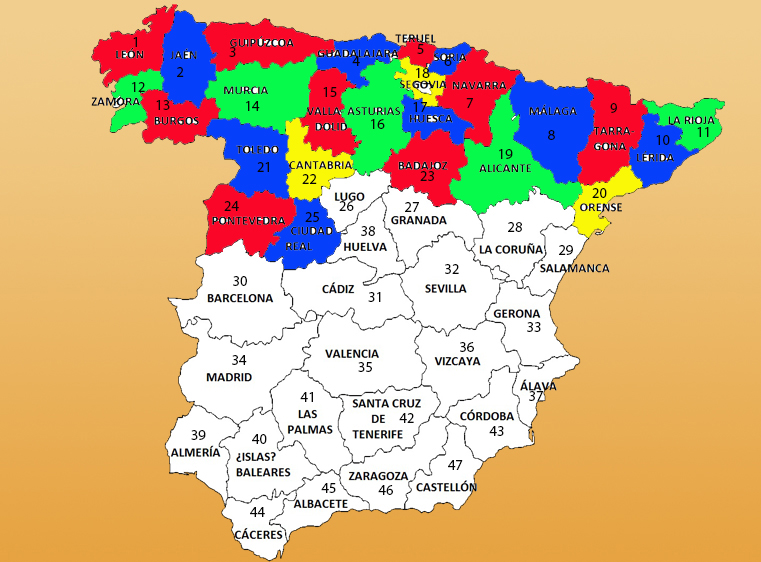 1
LEÓN
JAÉN
2
GUIPÚZCOA
3
GUADALAJARA
4
TERUEL
5
SORIA
6
NAVARRA
7
MÁLAGA
8
9
TARRA
GONA
10
LÉRIDA
LA RIOJA
11
12
ZAMORA
13
BURGOS
MURCIA
14
15
VALLA
DOLID
ASTURIAS
16
17
18
SEGOVIA
19
ALICANTE
20
ORENSE
TOLEDO
21
CANTABRIA
22
BADAJOZ
23
24
PONTEVEDRA
25
CIUDAD
REAL
LUGO
26
27
GRANADA
28
LA CORUÑA
29
SALAMANCA
30
BARCELONA
CÁDIZ
31
32
SEVILLA
GERONA
33
34
MADRID
VALENCIA
35
36
VIZCAYA
ÁLAVA
37
38
HUELVA
39
ALMERÍA
40
¿ISLAS?
BALEARES
41
LAS
PALMAS
SANTA CRUZ
DE 42
TENERIFE
CÓRDOBA
43
44
CÁCERES
45
ALBACETE
ZARAGOZA
46
47
CASTELLÓN